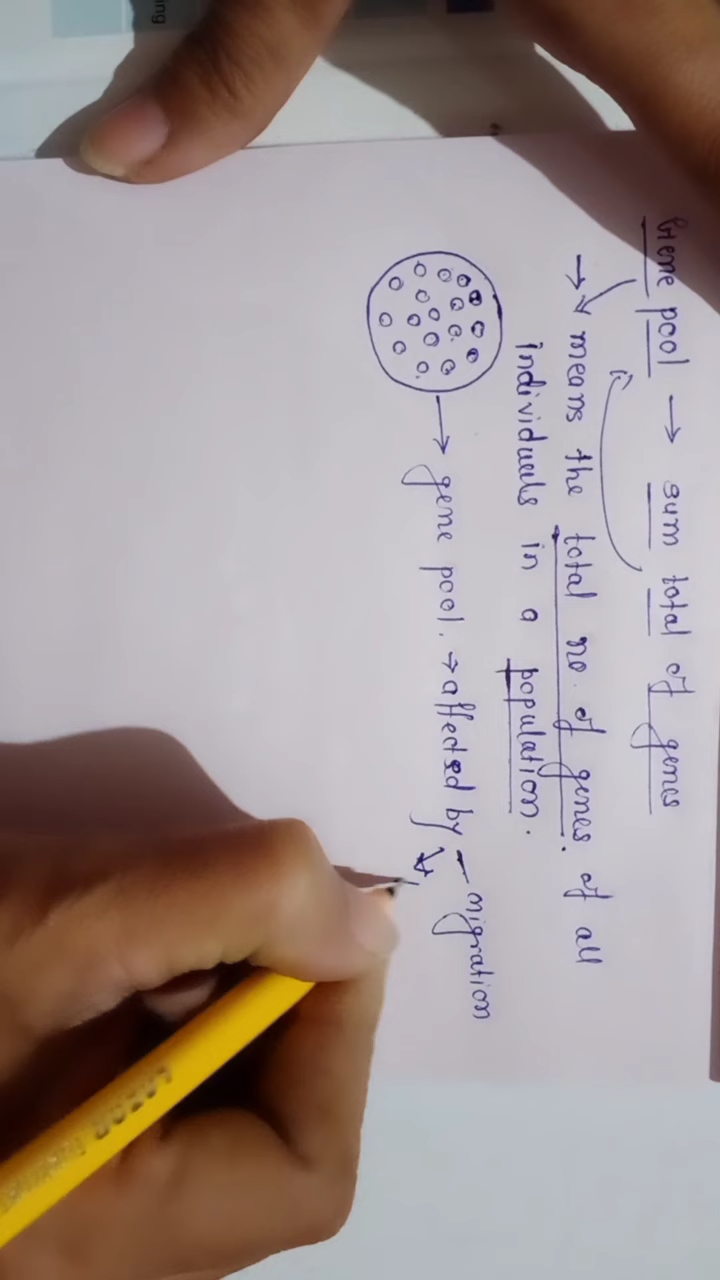 Gene pool → sum total of genes
→ means the total no. of genes of all
individuals in a population.
→ gene pool. → affected by – migration
ing